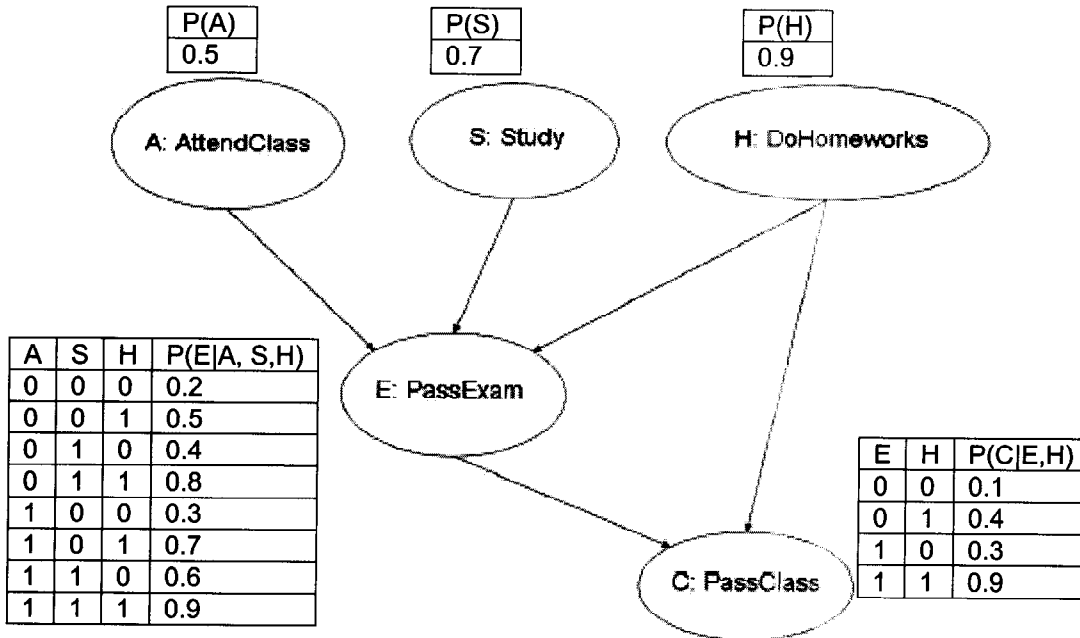 P(A)
0.5
P(S)
0.7
P(H)
0.9
A: AttendClass
S: Study
H: DoHomeworks
E: PassExam
C: PassClass
A S H P(E|A, S,H)
0 0 0 0.2
0 0 1 0.5
0 1 0 0.4
0 1 1 0.8
1 0 0 0.3
1 0 1 0.7
1 1 0 0.6
1 1 1 0.9
E H P(C|E,H)
0 0 0.1
0 1 0.4
1 0 0.3
1 1 0.9